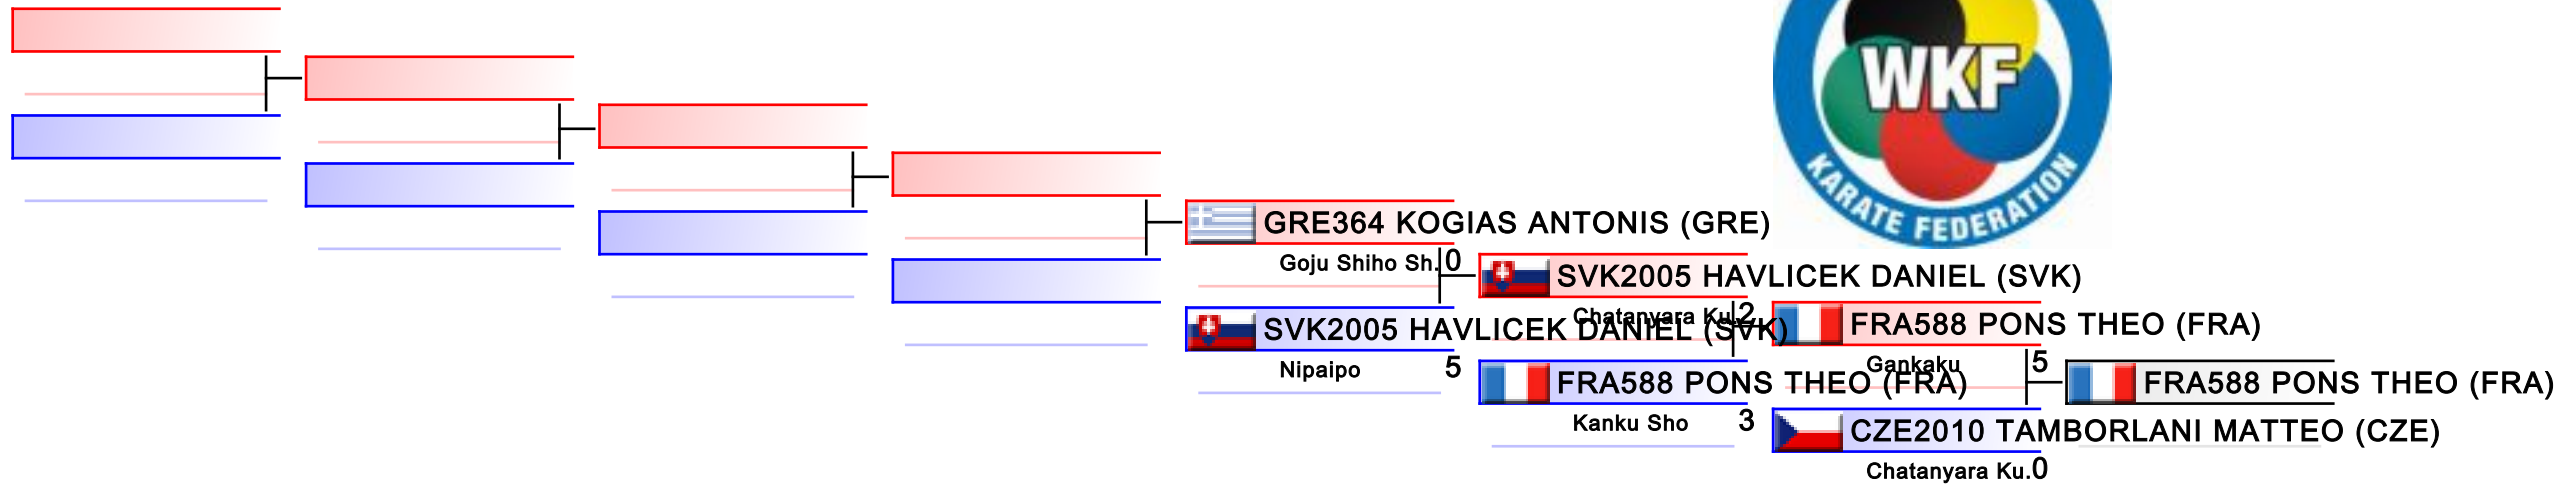 WKF
KARATE FEDERATION
GRE364 KOGIAS ANTONIS (GRE)
Goju Shiho Sh. 0
SVK2005 HAVLICEK DANIEL (SVK)
Nipaipo 5
SVK2005 HAVLICEK DANIEL (SVK)
Chatanyara Ku. 2
FRA588 PONS THEO (FRA)
Kanku Sho 3
FRA588 PONS THEO (FRA)
Gankaku 5
CZE2010 TAMBORLANI MATTEO (CZE)
Chatanyara Ku. 0
FRA588 PONS THEO (FRA)